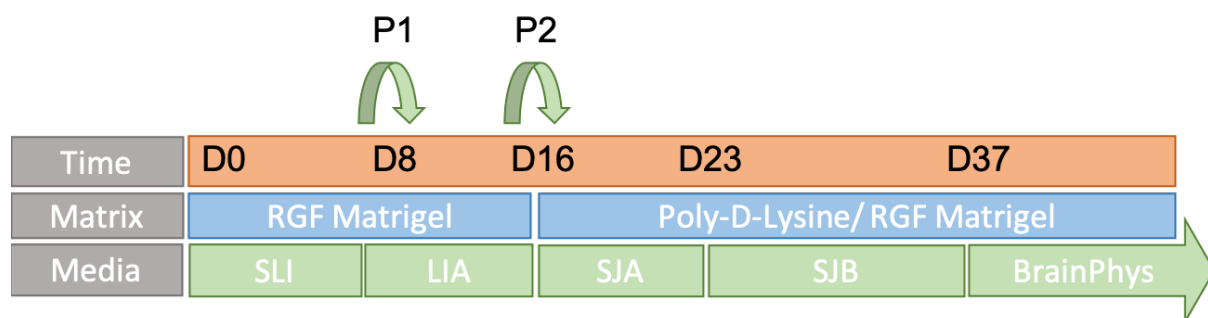 P1 P2
Time D0 D8 D16 D23 D37
Matrix RGF Matrigel Poly-D-Lysine/ RGF Matrigel
Media SLI LIA SJA SJB BrainPhys